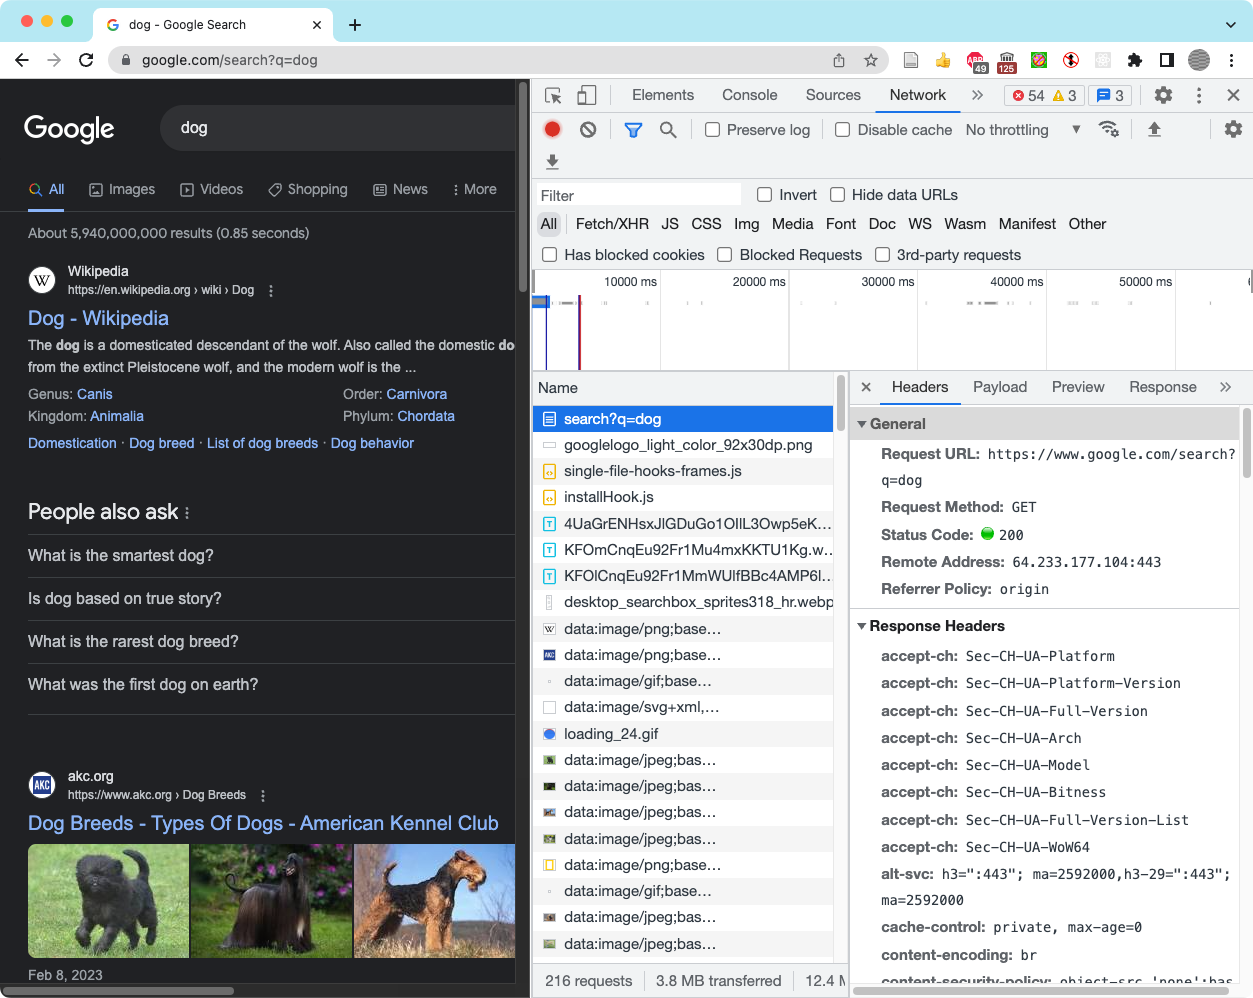 dog - Google Search
google.com/search?q=dog
ABP
49
125
Google
dog
All
Images
Videos
Shopping
News
More
About 5,940,000,000 results (0.85 seconds)
W
Wikipedia
https://en.wikipedia.org › wiki › Dog
Dog - Wikipedia
The dog is a domesticated descendant of the wolf. Also called the domestic do
from the extinct Pleistocene wolf, and the modern wolf is the ...
Genus: Canis
Order: Carnivora
Kingdom: Animalia
Phylum: Chordata
Domestication · Dog breed · List of dog breeds · Dog behavior
People also ask
What is the smartest dog?
Is dog based on true story?
What is the rarest dog breed?
What was the first dog on earth?
AKC
akc.org
https://www.akc.org › Dog Breeds
Dog Breeds - Types Of Dogs - American Kennel Club
Feb 8, 2023
Elements
Console
Sources
Network
54
3
3
Preserve log
Disable cache
No throttling
Filter
Invert
Hide data URLs
All
Fetch/XHR
JS
CSS
Img
Media
Font
Doc
WS
Wasm
Manifest
Other
Has blocked cookies
Blocked Requests
3rd-party requests
10000 ms
20000 ms
30000 ms
40000 ms
50000 ms
Name
search?q=dog
googlelogo_light_color_92x30dp.png
single-file-hooks-frames.js
installHook.js
4UaGrENHsxJlGDuGo1OIlL3Owp5eK…
KFOmCnqEu92Fr1Mu4mxKKTU1Kg.w…
KFOlCnqEu92Fr1MmWUlfBBc4AMP6l…
desktop_searchbox_sprites318_hr.webp
data:image/png;base…
data:image/png;base…
data:image/gif;base…
data:image/svg+xml,…
loading_24.gif
data:image/jpeg;bas…
data:image/jpeg;bas…
data:image/jpeg;bas…
data:image/jpeg;bas…
data:image/png;base…
data:image/gif;base…
data:image/jpeg;bas…
data:image/jpeg;bas…
216 requests
3.8 MB transferred
12.4 M
Headers
Payload
Preview
Response
General
Request URL: https://www.google.com/search?
q=dog
Request Method: GET
Status Code: 200
Remote Address: 64.233.177.104:443
Referrer Policy: origin
Response Headers
accept-ch: Sec-CH-UA-Platform
accept-ch: Sec-CH-UA-Platform-Version
accept-ch: Sec-CH-UA-Full-Version
accept-ch: Sec-CH-UA-Arch
accept-ch: Sec-CH-UA-Model
accept-ch: Sec-CH-UA-Bitness
accept-ch: Sec-CH-UA-Full-Version-List
accept-ch: Sec-CH-UA-WoW64
alt-svc: h3=":443"; ma=2592000,h3-29=":443";
ma=2592000
cache-control: private, max-age=0
content-encoding: br
content-security-policy: object-src 'none';bas